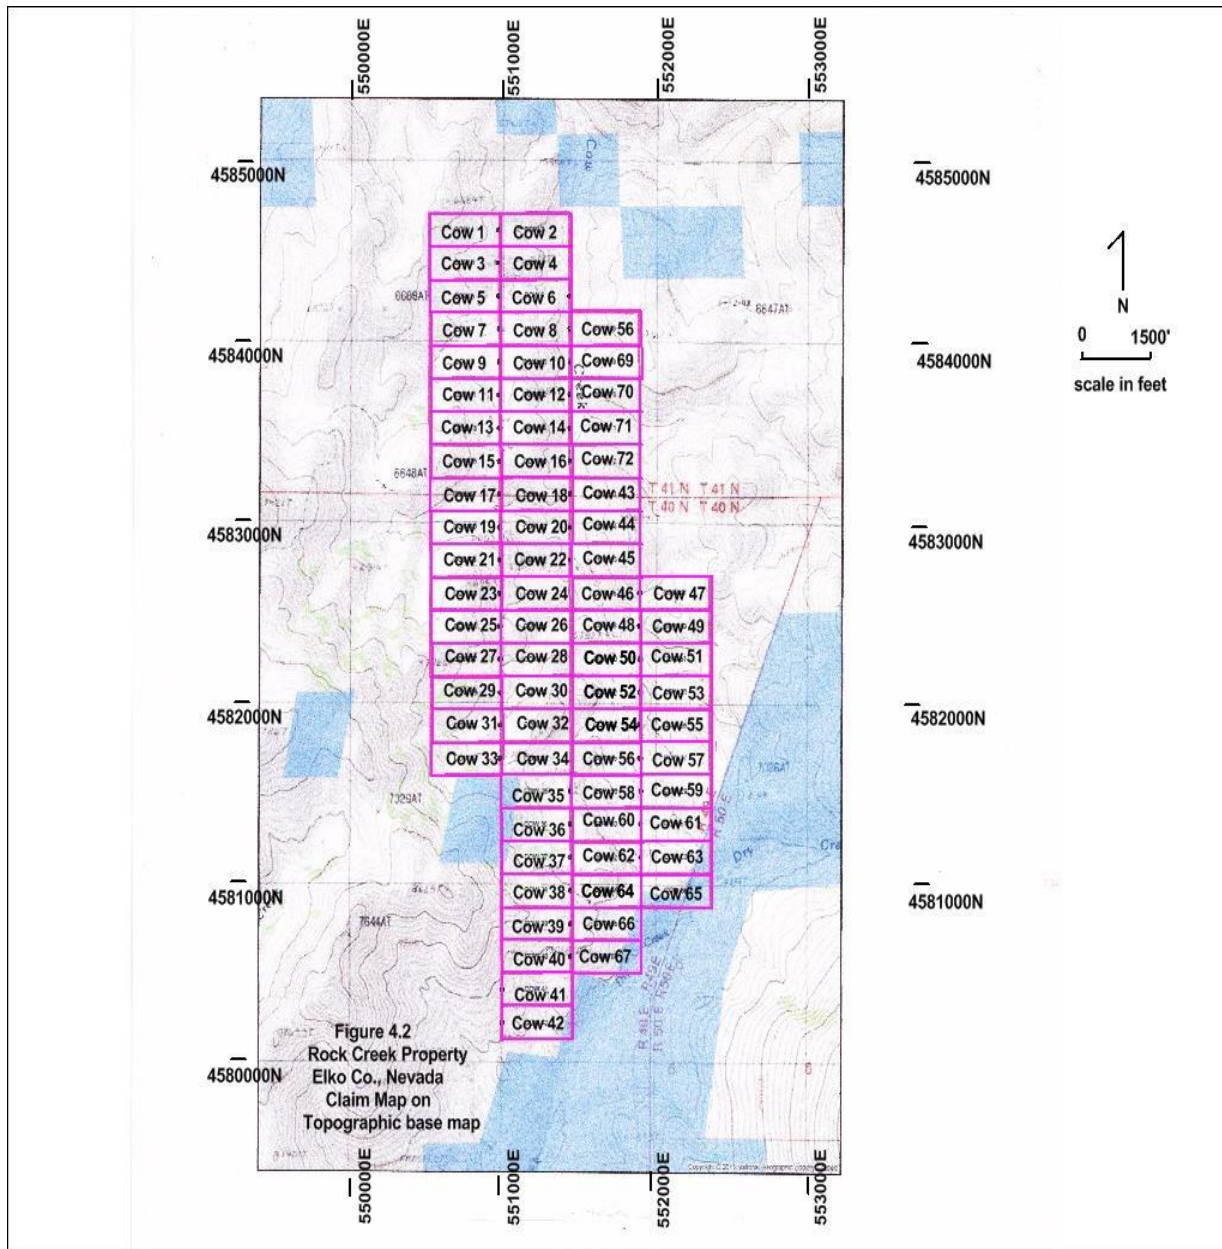 550000E 551000E 552000E 553000E
4585000N 4585000N
Cow
Cow 1 Cow 2
Cow 3 Cow 4
6688AT Cow 5 Cow 6 6647AT
N
0 1500'
scale in feet
Cow 7 Cow 8 Cow 56
4584000N 4584000N
Cow 9 Cow 10 Cow 69
Creek
Cow 11 Cow 12 Cow 70
Cow 13 Cow 14 Cow 71
Cow 15 Cow 16 Cow 72
6648AT
Cow 17 Cow 18 Cow 43 T 41 N T 41 N
T 40 N T 40 N
Cow 19 Cow 20 Cow 44
4583000N 4583000N
Cow 21 Cow 22 Cow 45
Cow 23 Cow 24 Cow 46 Cow 47
Cow 25 Cow 26 Cow 48 Cow 49
Cow 27 Cow 28 Cow 50 Cow 51
Cow 29 Cow 30 Cow 52 Cow 53
4582000N 4582000N
Cow 31 Cow 32 Cow 54 Cow 55
Cow 33 Cow 34 Cow 56 Cow 57
7029AT Cow 35 Cow 58 Cow 59
Cow 36 Cow 60 Cow 61
R 50 E
Dry
Cow 37 Cow 62 Cow 63
4581000N 4581000N
Cow 38 Cow 64 Cow 65
7644AT Cow 39 Cow 66
Cow 40 Cow 67
Cow 41
Cow 42
R 50 E
6 6
Figure 4.2
Rock Creek Property
Elko Co., Nevada
Claim Map on
Topographic base map
4580000N
550000E 551000E 552000E 553000E